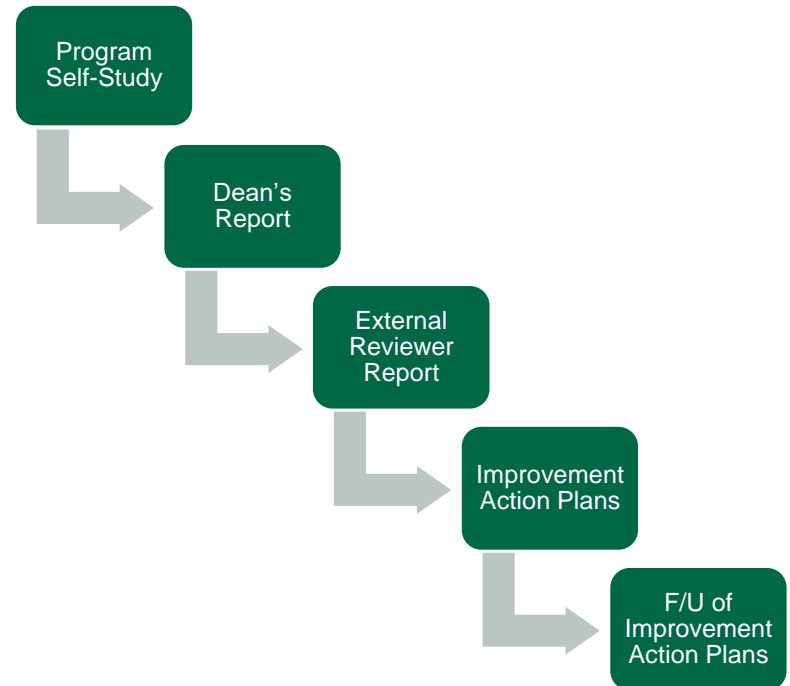 Program
Self-Study
Dean’s
Report
External
Reviewer
Report
Improvement
Action Plans
F/U of
Improvement
Action Plans